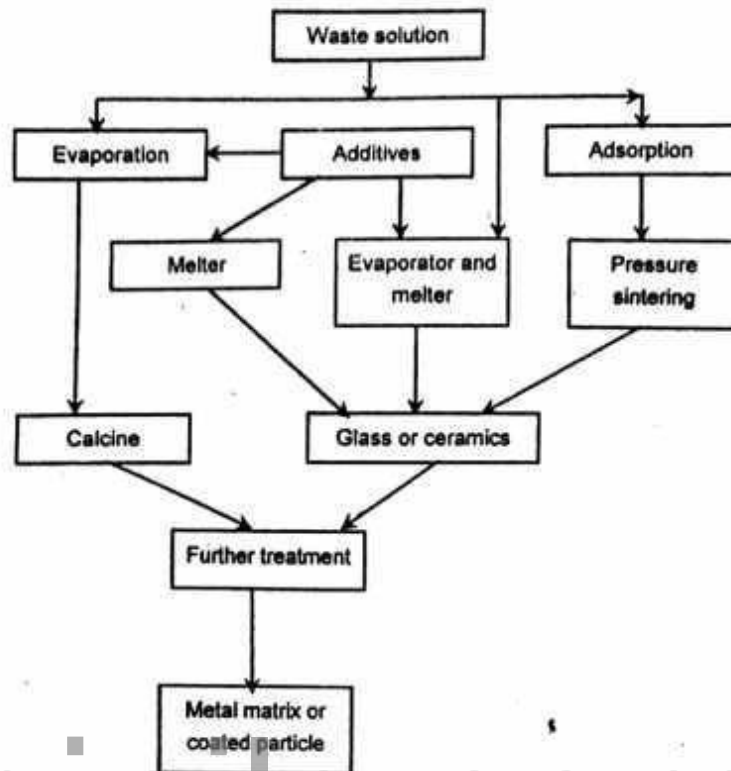 Waste solution
Evaporation
Additives
Adsorption
Melter
Evaporator and
melter
Pressure
sintering
Calcine
Glass or ceramics
Further treatment
Metal matrix or
coated particle